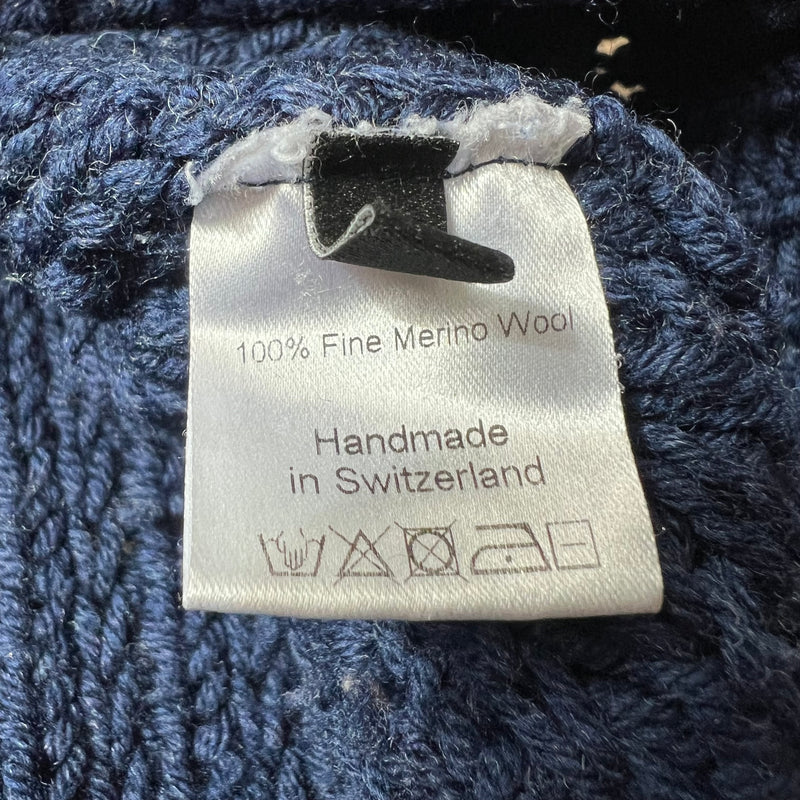 100% Fine Merino Wool
Handmade
in Switzerland